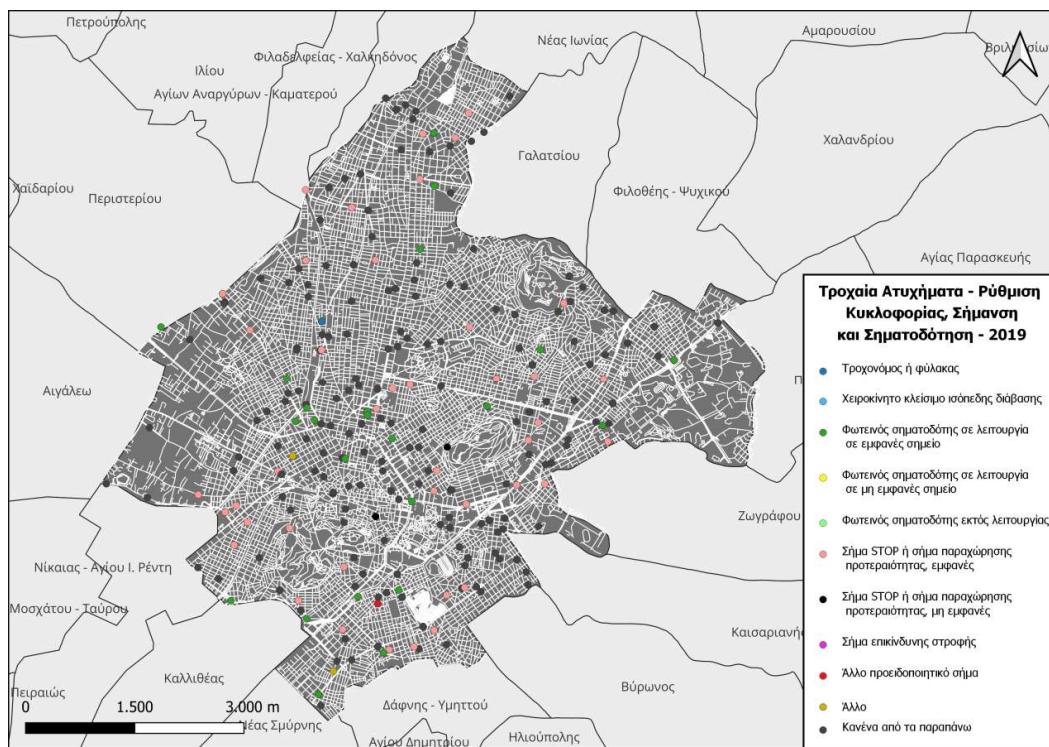 Πετρούπολης
Αμαρουσίου
Νέας Ιωνίας
Φιλαδελφείας - Χαλκηδόνος
Ιλίου
Αγίων Αναργύρων - Καματερού
Χαλανδρίου
Γαλατσίου
Χαϊδαρίου
Περιστερίου
Φιλοθέης - Ψυχικού
Αγίας Παρασκευής
Αιγάλεω
Ζωγράφου
Νίκαιας - Αγίου Ι. Ρέντη
Μοσχάτου - Ταύρου
Καισαριανής
Πειραιώς
Καλλιθέας
Βύρωνος
Δάφνης - Υμηττού
Νέας Σμύρνης
Αγίου Δημητρίου
Ηλιούπολης
0 1.500 3.000 m
Τροχαία Ατυχήματα - Ρύθμιση
Κυκλοφορίας, Σήμανση
και Σηματοδότηση - 2019
Τροχονόμος ή φύλακας
Χειροκίνητο κλείσιμο ισόπεδης διάβασης
Φωτεινός σηματοδότης σε λειτουργία
σε εμφανές σημείο
Φωτεινός σηματοδότης σε λειτουργία
σε μη εμφανές σημείο
Φωτεινός σηματοδότης εκτός λειτουργίας
Σήμα STOP ή σήμα παραχώρησης
προτεραιότητας, εμφανές
Σήμα STOP ή σήμα παραχώρησης
προτεραιότητας, μη εμφανές
Σήμα επικίνδυνης στροφής
Άλλο προειδοποιητικό σήμα
Άλλο
Κανένα από τα παραπάνω